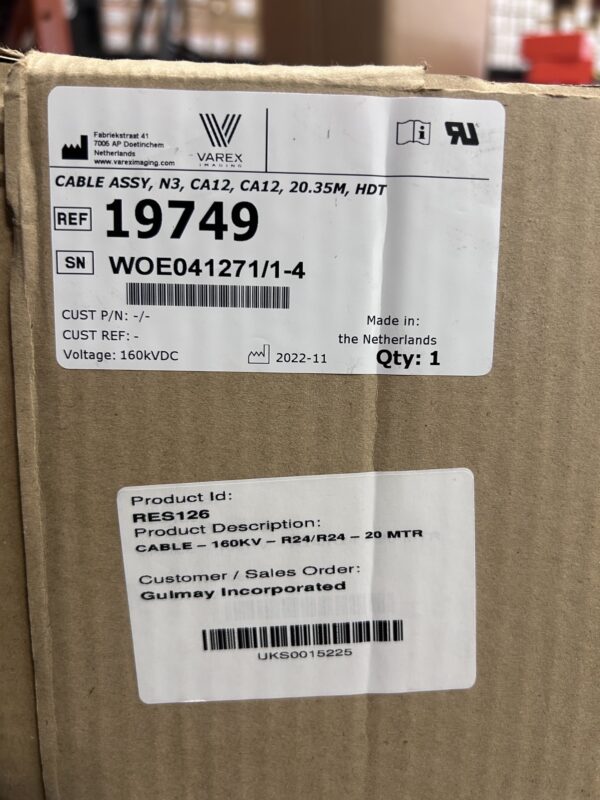 Fabriekstraat 41
7005 AP Doetinchem
Netherlands
www.vareximaging.com
VAREX
IMAGING
CABLE ASSY, N3, CA12, CA12, 20.35M, HDT
REF 19749
SN WOE041271/1-4
CUST P/N: -/-
CUST REF: -
Voltage: 160kVDC
2022-11
Made in:
the Netherlands
Qty: 1
Product Id:
RES126
Product Description:
CABLE - 160KV - R24/R24 - 20 MTR
Customer / Sales Order:
Gulmay Incorporated
UKS0015225